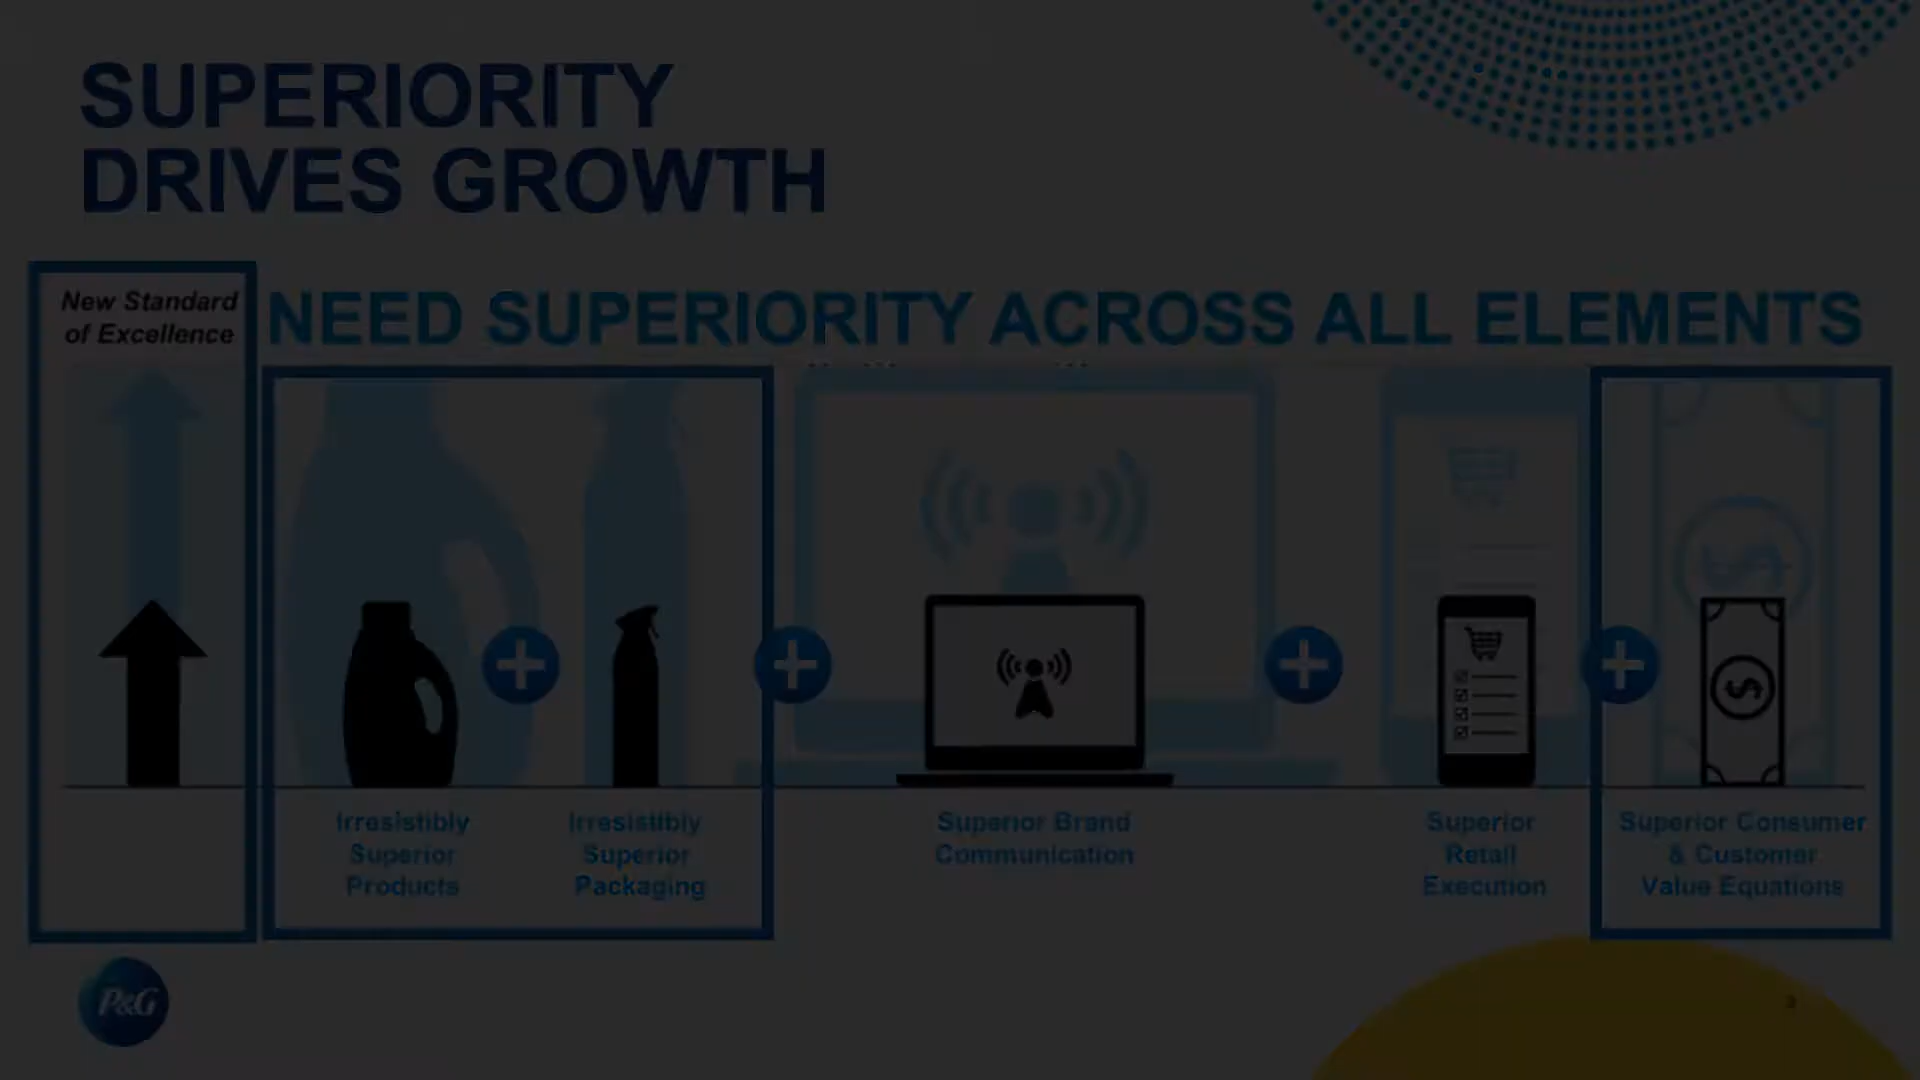 SUPERIORITY
DRIVES GROWTH
New Standard
of Excellence
NEED SUPERIORITY ACROSS ALL ELEMENTS
Irresistibly
Superior
Products
Irresistibly
Superior
Packaging
Superior Brand
Communication
Superior
Retail
Execution
Superior Consumer
& Customer
Value Equations
P&G